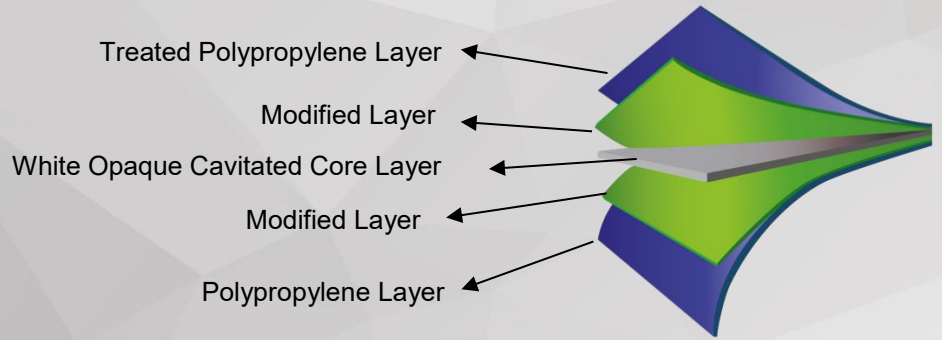 Treated Polypropylene Layer
Modified Layer
White Opaque Cavitated Core Layer
Modified Layer
Polypropylene Layer